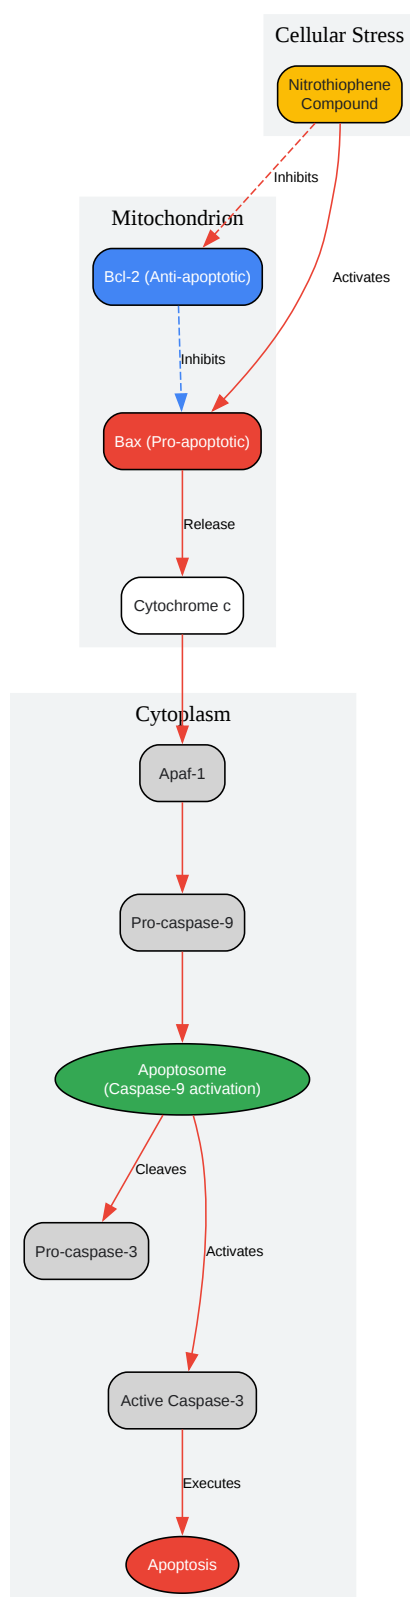 Cellular Stress
Nitrothiophene
Compound
Inhibits
Mitochondrion
Bcl-2 (Anti-apoptotic)
Activates
Inhibits
Bax (Pro-apoptotic)
Release
Cytochrome c
Cytoplasm
Apaf-1
Pro-caspase-9
Apoptosome
(Caspase-9 activation)
Cleaves
Pro-caspase-3
Activates
Active Caspase-3
Executes
Apoptosis